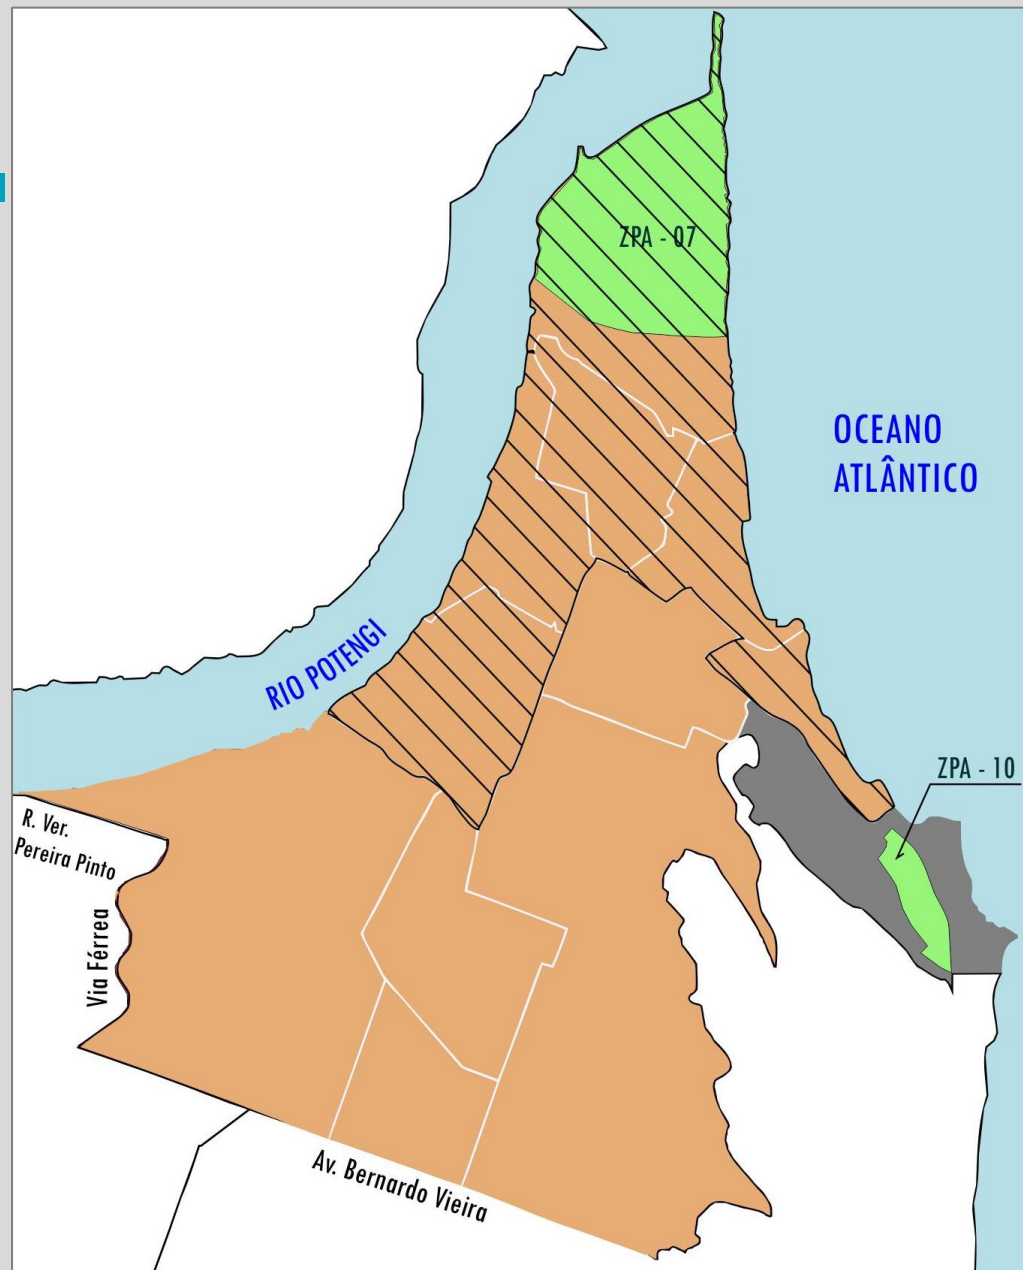 ZPA - 07
OCEANO
ATLÂNTICO
RIO POTENGI
ZPA - 10
R. Ver.
Pereira Pinto
Via Férrea
Av. Bernardo Vieira